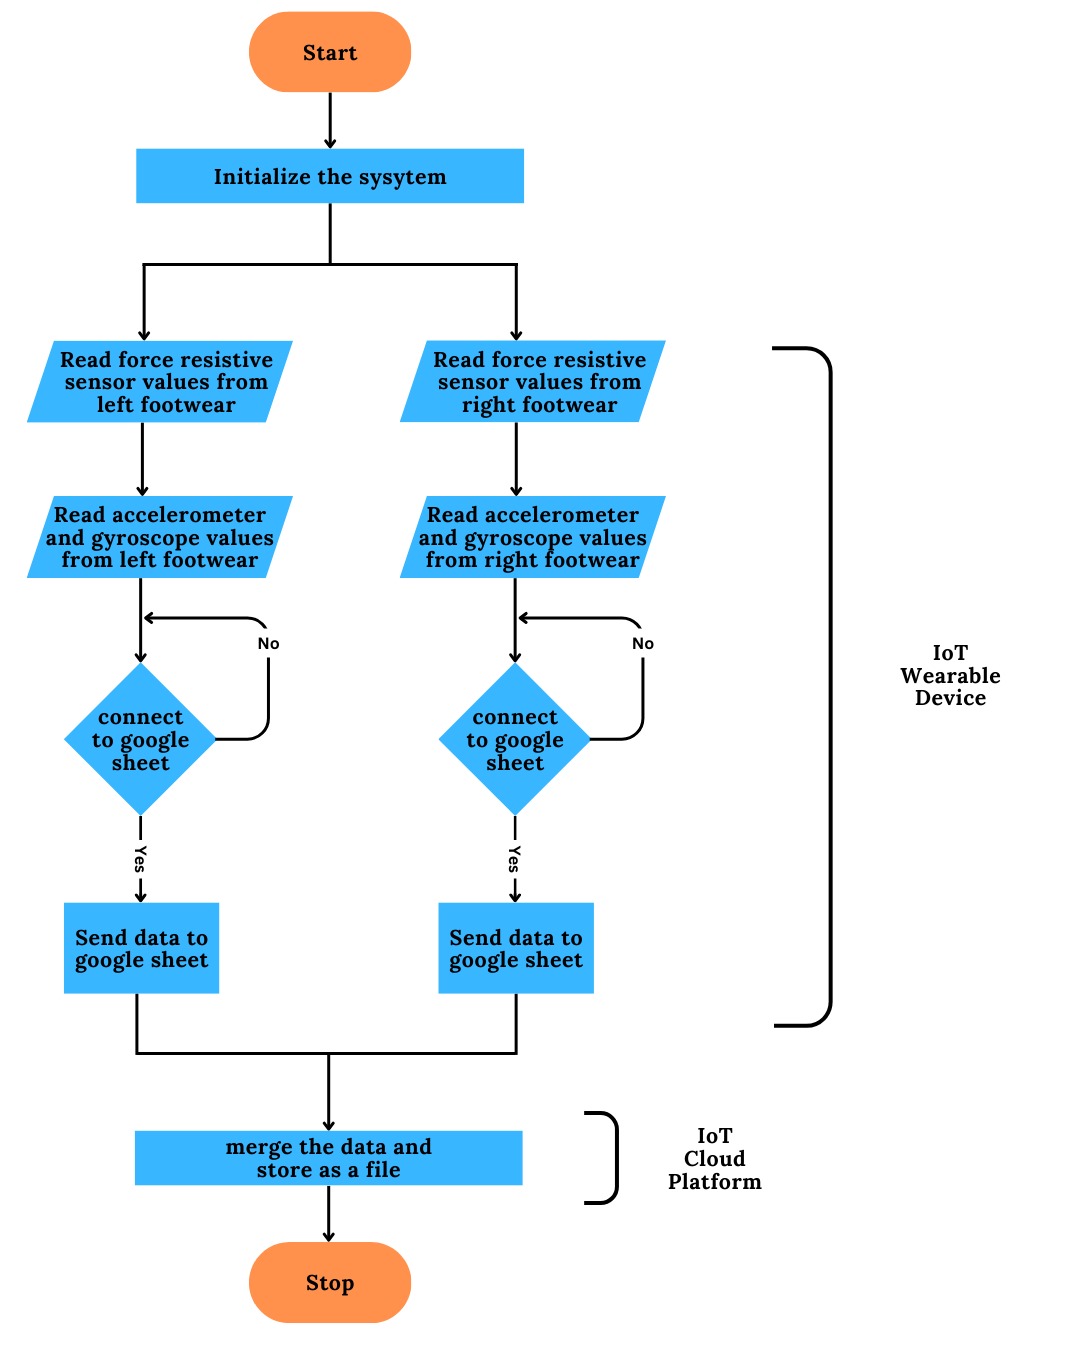 Start
Initialize the sysytem
Read force resistive
sensor values from
left footwear
Read force resistive
sensor values from
right footwear
Read accelerometer
and gyroscope values
from left footwear
Read accelerometer
and gyroscope values
from right footwear
No
No
connect
to google
sheet
connect
to google
sheet
IoT
Wearable
Device
Yes
Yes
Send data to
google sheet
Send data to
google sheet
merge the data and
store as a file
IoT
Cloud
Platform
Stop